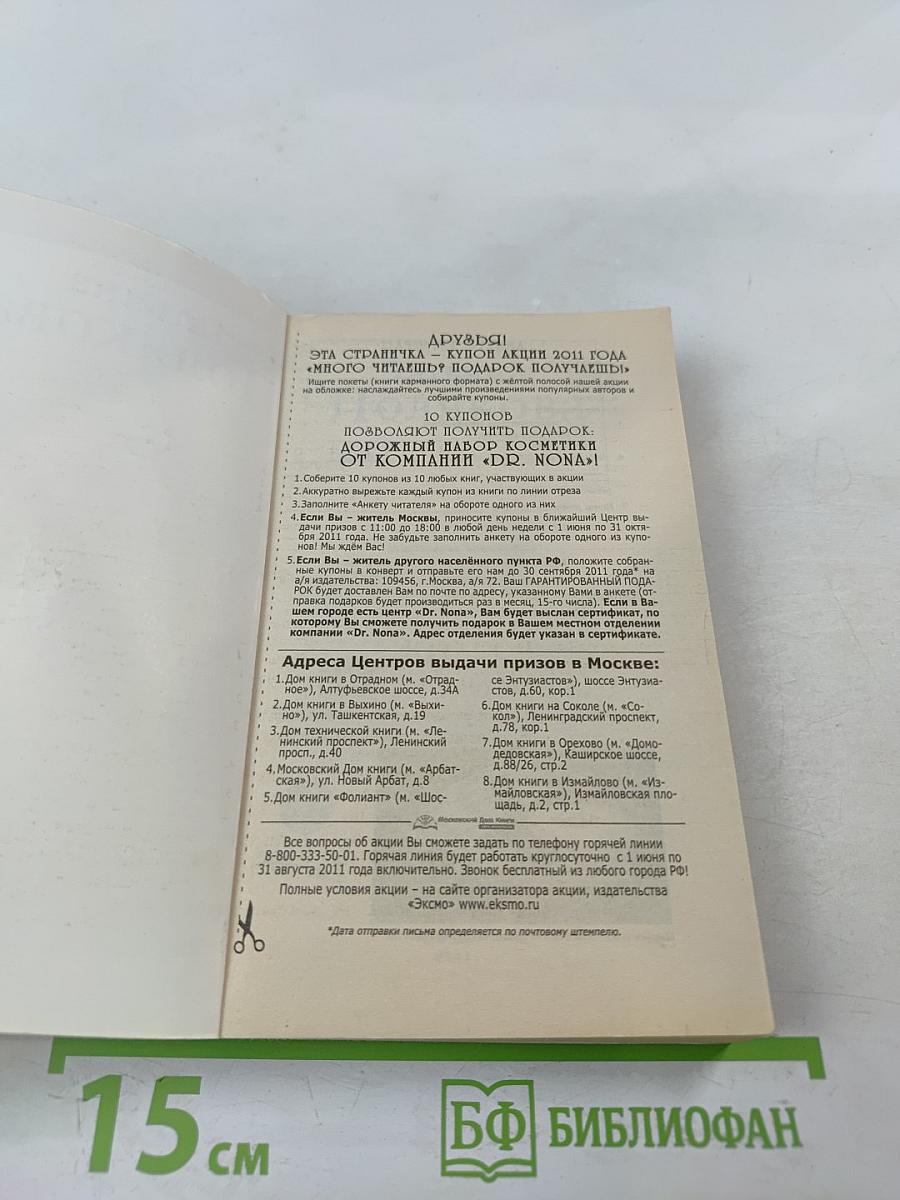 ДРУЗЬЯ!
ЭТА СТРАНИЧКА – КУПОН АКЦИИ 2011 ГОДА
«МНОГО ЧИТАЕШЬ? ПОДАРОК ПОЛУЧАЕШЬ!»
Ищите покеты (книги карманного формата) с жёлтой полосой нашей акции
на обложке: наслаждайтесь лучшими произведениями популярных авторов и
собирайте купоны.
10 КУПОНОВ
ПОЗВОЛЯЮТ ПОЛУЧИТЬ ПОДАРОК:
ДОРОЖНЫЙ НАБОР КОСМЕТИКИ
ОТ КОМПАНИИ «DR. NONA»!
1.Соберите 10 купонов из 10 любых книг, участвующих в акции
2.Аккуратно вырежьте каждый купон из книги по линии отреза
3.Заполните «Анкету читателя» на обороте одного из них
4.Если Вы – житель Москвы, приносите купоны в ближайший Центр вы-
дачи призов с 11:00 до 18:00 в любой день недели с 1 июня по 31 октя-
бря 2011 года. Не забудьте заполнить анкету на обороте одного из купо-
нов! Мы ждём Вас!
5.Если Вы – житель другого населённого пункта РФ, положите собран-
ные купоны в конверт и отправьте его нам до 30 сентября 2011 года* на
а/я издательства: 109456, г.Москва, а/я 72. Ваш ГАРАНТИРОВАННЫЙ ПОДА-
РОК будет доставлен Вам по почте по адресу, указанному Вами в анкете (от-
правка подарков будет производиться раз в месяц, 15-го числа). Если в Ва-
шем городе есть центр «Dr. Nona», Вам будет выслан сертификат, по
которому Вы сможете получить подарок в Вашем местном отделении
компании «Dr. Nona». Адрес отделения будет указан в сертификате.
Адреса Центров выдачи призов в Москве:
1.Дом книги в Отрадном (м. «Отрад-
ное»), Алтуфьевское шоссе, д.34А
2.Дом книги в Выхино (м. «Выхи-
но»), ул. Ташкентская, д.19
3.Дом технической книги (м. «Ле-
нинский проспект»), Ленинский
просп., д.40
4.Московский Дом книги (м. «Арбат-
ская»), ул. Новый Арбат, д.8
5.Дом книги «Фолиант» (м. «Шос-
се Энтузиастов»), шоссе Энтузиа-
стов, д.60, кор.1
6.Дом книги на Соколе (м. «Со-
кол»), Ленинградский проспект,
д.78, кор.1
7.Дом книги в Орехово (м. «Домо-
дедовская»), Каширское шоссе,
д.88/26, стр.2
8.Дом книги в Измайлово (м. «Из-
майловская»), Измайловская пло-
щадь, д.2, стр.1
Московский Дом Книги
Все вопросы об акции Вы сможете задать по телефону горячей линии
8-800-333-50-01. Горячая линия будет работать круглосуточно с 1 июня по
31 августа 2011 года включительно. Звонок бесплатный из любого города РФ!
Полные условия акции – на сайте организатора акции, издательства
«Эксмо» www.eksmo.ru
*Дата отправки письма определяется по почтовому штемпелю.
15 см
БФ БИБЛИОФАН